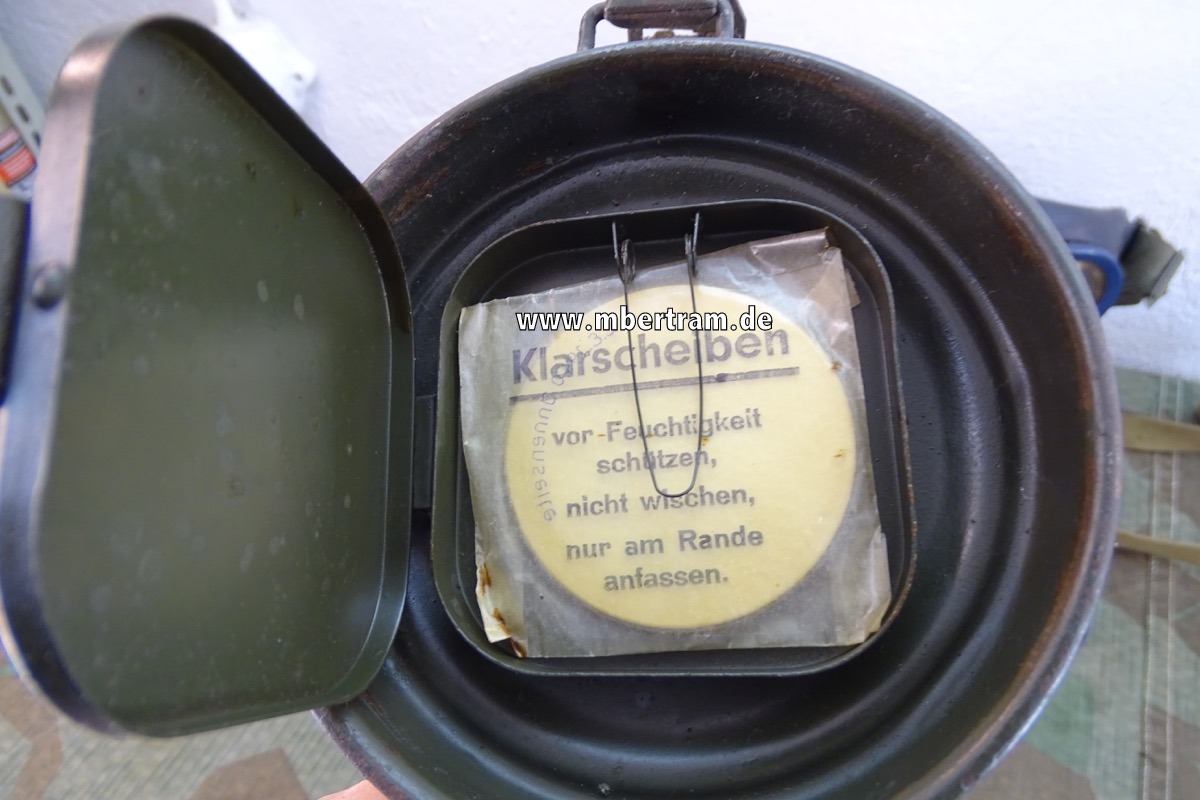 www.mbertram.de
Klarscheiben
vor Feuchtigkeit
schützen,
nicht wischen,
nur am Rande
anfassen.